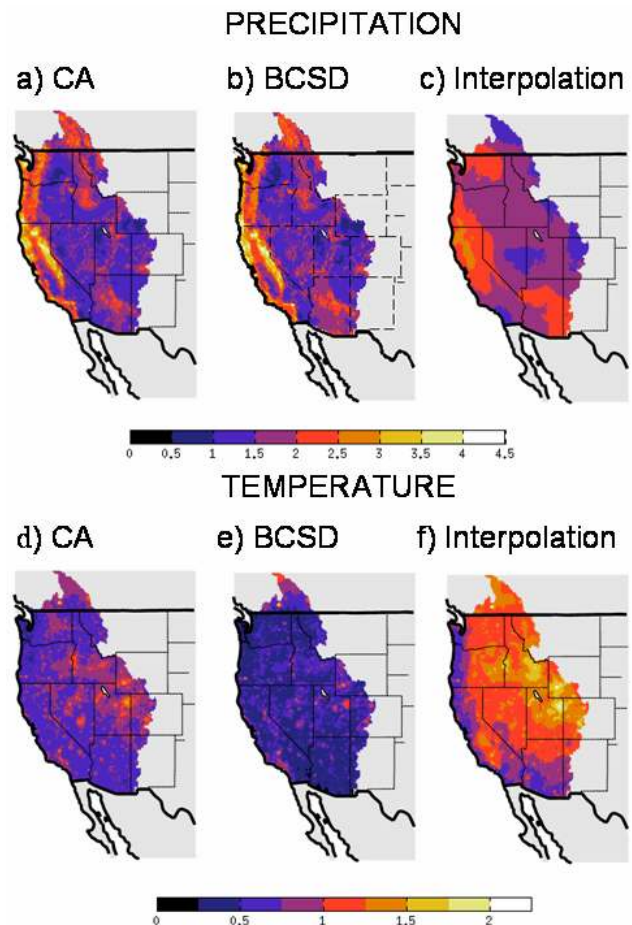 PRECIPITATION
a) CA
b) BCSD
c) Interpolation
0 0.5 1 1.5 2 2.5 3 3.5 4 4.5
TEMPERATURE
d) CA
e) BCSD
f) Interpolation
0 0.5 1 1.5 2